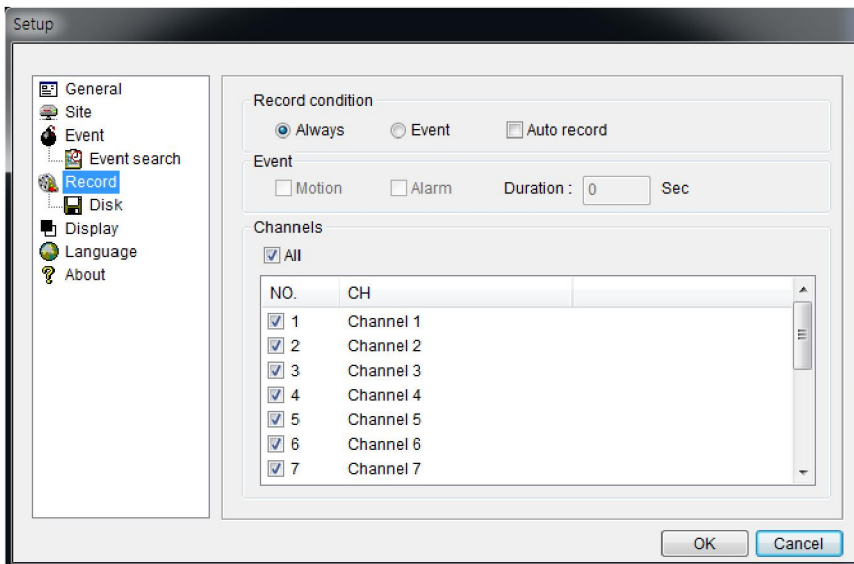 Setup
General
Site
Event
Event search
Record
Disk
Display
Language
About
Record condition
Always Event Auto record
Event
Motion Alarm Duration : 0 Sec
Channels
All
NO. CH
1 Channel 1
2 Channel 2
3 Channel 3
4 Channel 4
5 Channel 5
6 Channel 6
7 Channel 7
OK Cancel